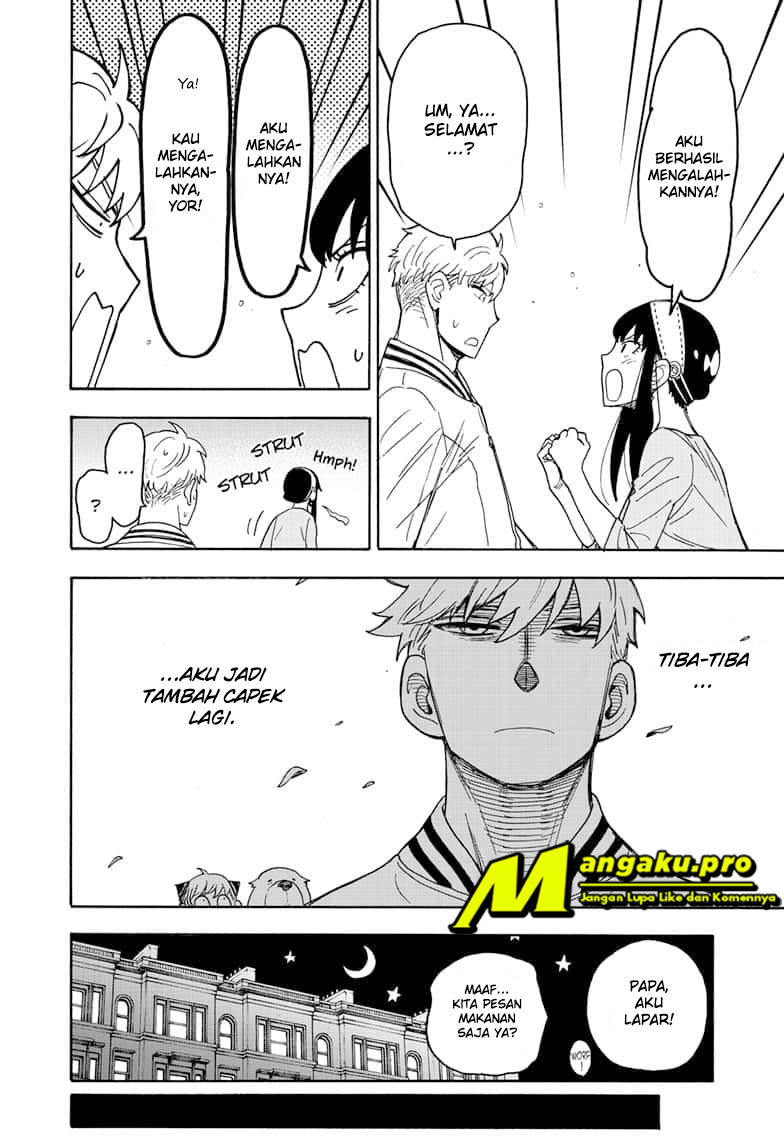 AKU
BERHASIL
MENGALAH-
KANNYA!
UM, YA...
SELAMAT
...?
AKU
MENGA-
LAHKAN
NYA!
Ya!
KAU
MENGA-
LAHKAN-
NYA,
YOR!
STRUT
STRUT
Hmph!
...
?
TIBA-TIBA
...
...AKU JADI
TAMBAH CAPEK
LAGI.
Mangaku.pro
Jangan Lupa Like dan Komennya
PAPA,
AKU
LAPAR!
WORF
!
MAAF...
KITA PESAN
MAKANAN
SAJA YA?